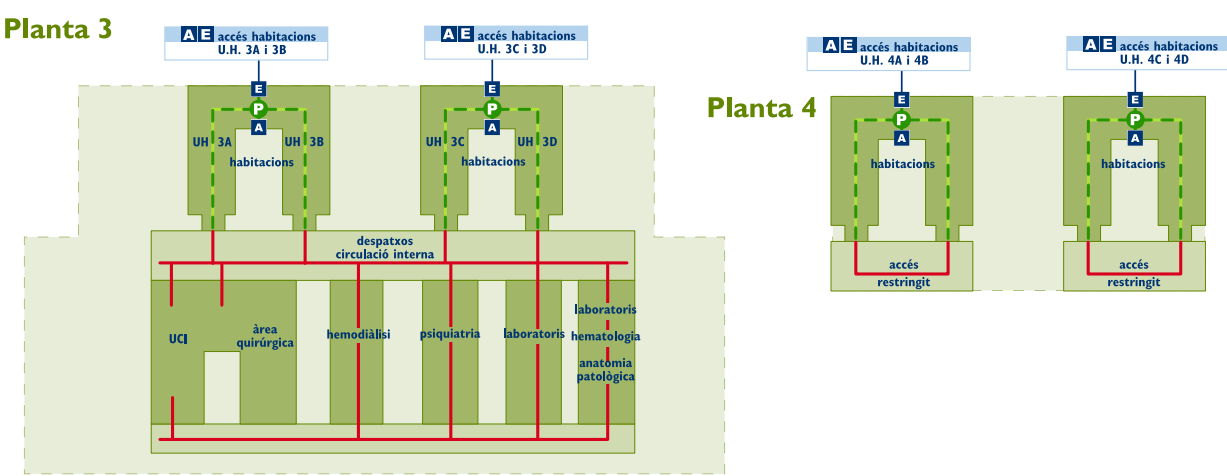 Planta 3
A E accés habitacions
U.H. 3A i 3B
A E accés habitacions
U.H. 3C i 3D
E
P
A
UH 3A
UH 3B
habitacions
E
P
A
UH 3C
UH 3D
habitacions
despatxos
circulació interna
UCI
àrea
quirúrgica
hemodiàlisi
psiquiatria
laboratoris
laboratoris
hematologia
anatomia
patològica
Planta 4
A E accés habitacions
U.H. 4A i 4B
A E accés habitacions
U.H. 4C i 4D
E
P
A
habitacions
accés
restringit
E
P
A
habitacions
accés
restringit